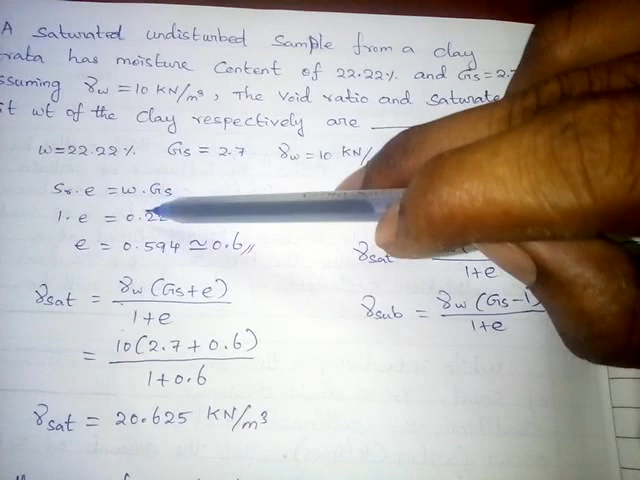 A saturated undisturbed sample from a clay
rata has moisture content of 22.22% and Gs = 2.7
ssuming γw = 10 KN/m³, The void ratio and saturate
it wt of the clay respectively are
w = 22.22% Gs = 2.7 γw = 10 KN/
Sr.e = w.Gs
1.e = 0.22
e = 0.594 ≃ 0.6//
γsat
1+e
γsat = γw(Gs+e)
1+e
γsub = γw(Gs-1)
1+e
= 10(2.7+0.6)
1+0.6
γsat = 20.625 KN/m³